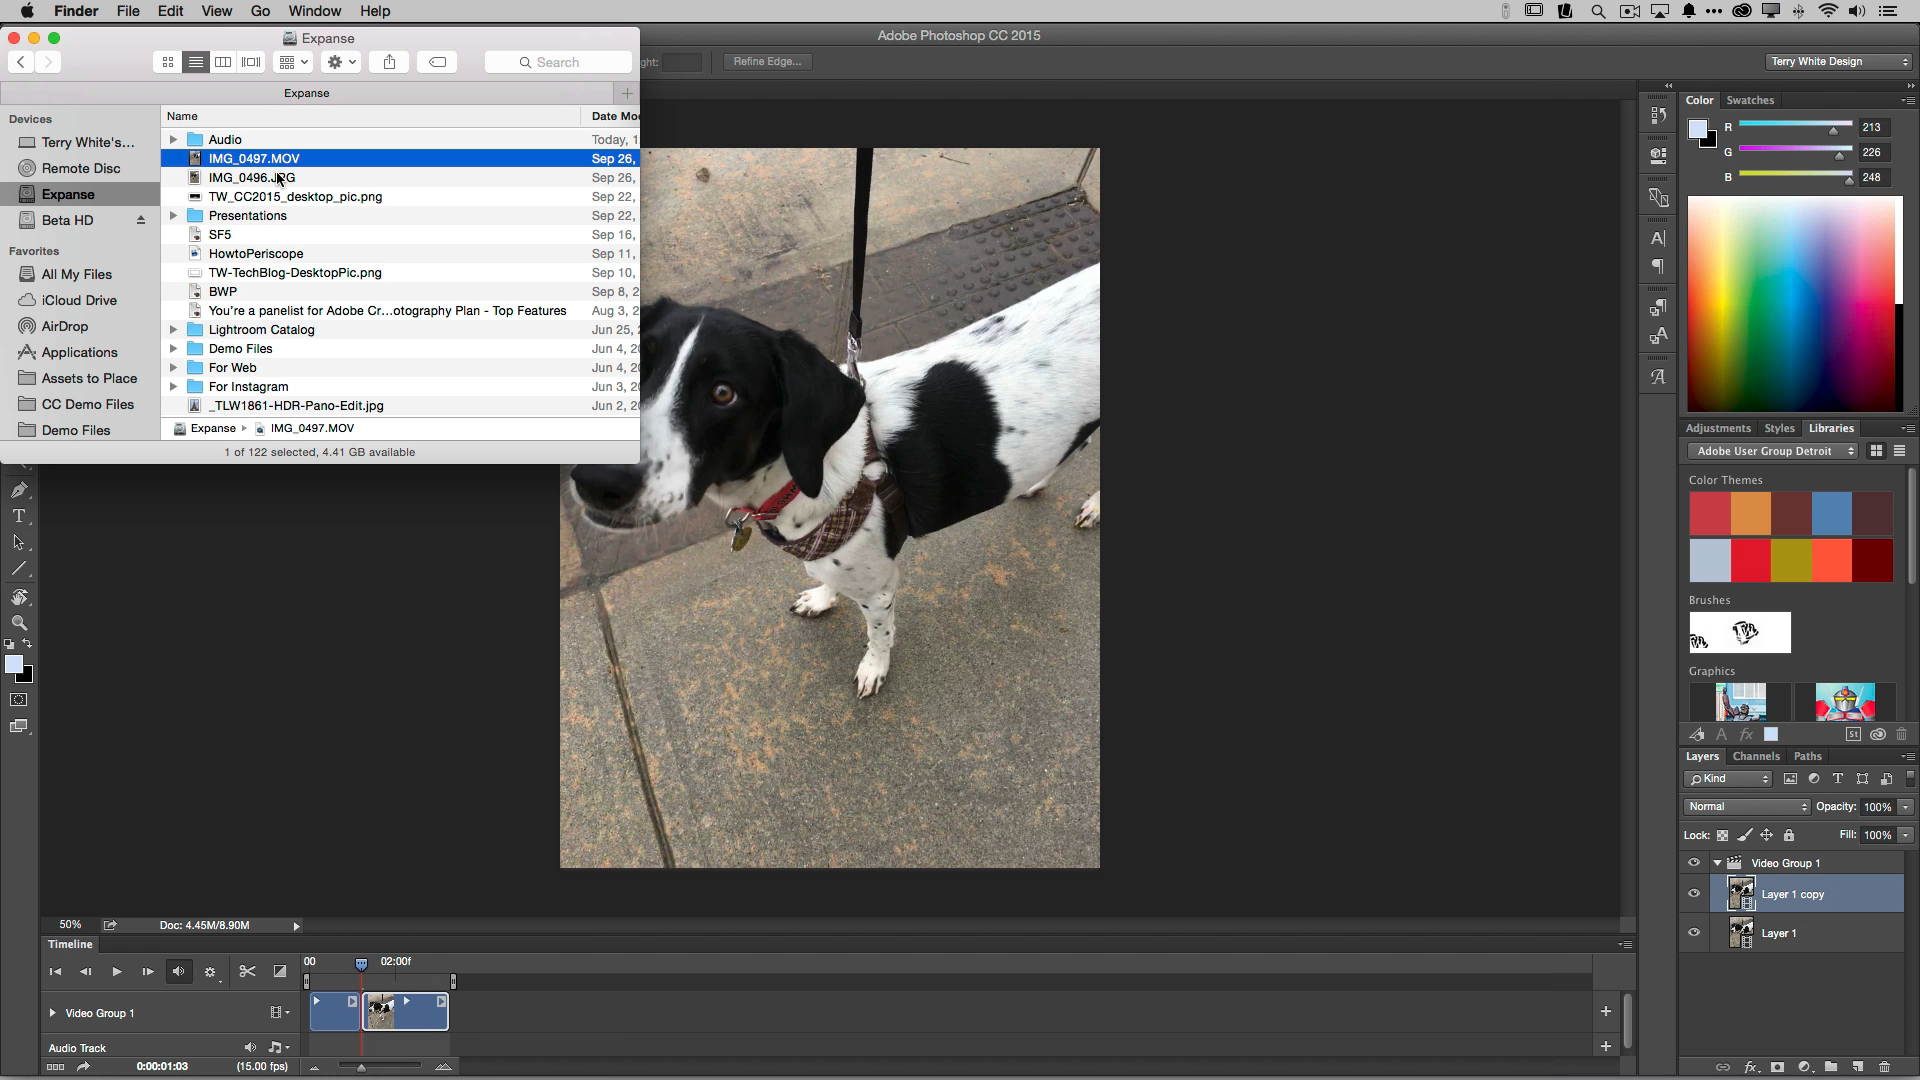 Finder File Edit View Go Window Help
Expanse
Adobe Photoshop CC 2015
Search
ght:
Refine Edge...
Terry White Design
Expanse
Devices
Terry White's...
Remote Disc
Expanse
Beta HD
Favorites
All My Files
iCloud Drive
AirDrop
Applications
Assets to Place
CC Demo Files
Demo Files
Name Date Mo
Audio Today, 1
IMG_0497.MOV Sep 26,
IMG_0496.JPG Sep 26,
TW_CC2015_desktop_pic.png Sep 22,
Presentations Sep 22,
SF5 Sep 16,
HowtoPeriscope Sep 11,
TW-TechBlog-DesktopPic.png Sep 10,
BWP Sep 8, 2
You're a panelist for Adobe Cr...otography Plan - Top Features Aug 3, 2
Lightroom Catalog Jun 25,
Demo Files Jun 4, 20
For Web Jun 4, 20
For Instagram Jun 3, 20
_TLW1861-HDR-Pano-Edit.jpg Jun 2, 20
Expanse IMG_0497.MOV
1 of 122 selected, 4.41 GB available
Color Swatches
R 213
G 226
B 248
Adjustments Styles Libraries
Adobe User Group Detroit
Color Themes
Brushes
Graphics
St
Layers Channels Paths
Kind
Normal Opacity: 100%
Lock: Fill: 100%
Video Group 1
Layer 1 copy
Layer 1
50% Doc: 4.45M/8.90M
Timeline
00 02:00f
Video Group 1
Audio Track
0:00:01:03 (15.00 fps)